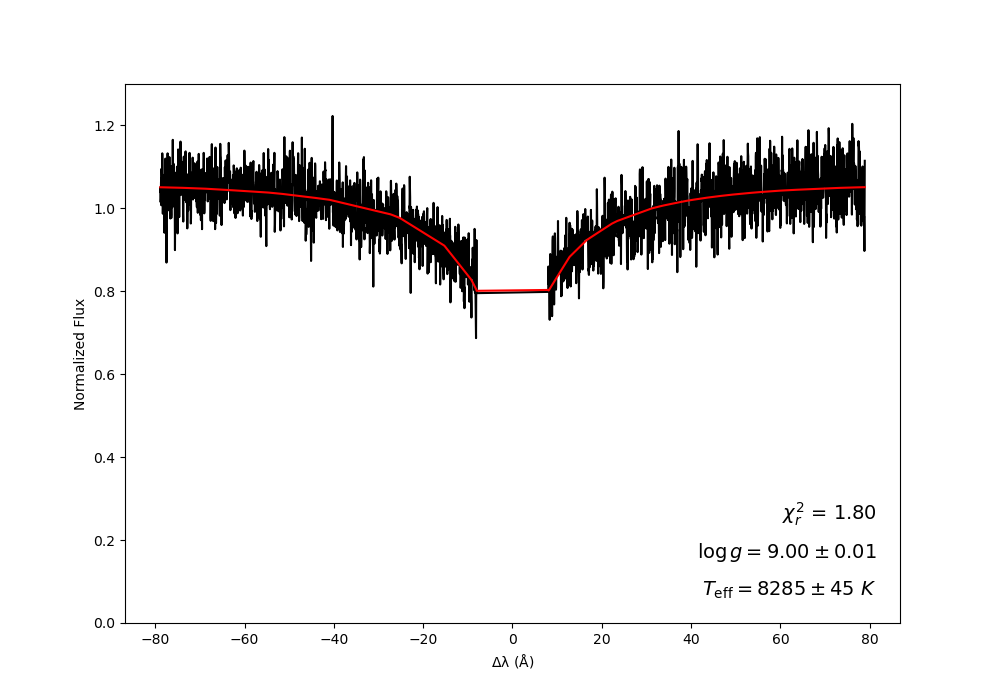 1.2
1.0
0.8
0.6
0.4
0.2
0.0
Normalized Flux
χ²ᵣ = 1.80
log g = 9.00 ± 0.01
T_eff = 8285 ± 45 K
−80 −60 −40 −20 0 20 40 60 80
Δλ (Å)